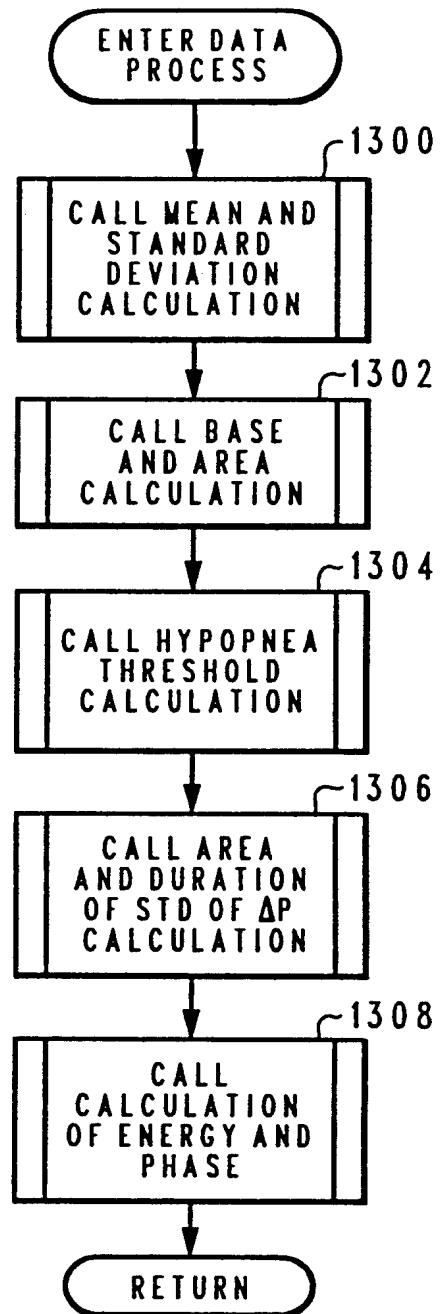 ENTER DATA
PROCESS
1300
CALL MEAN AND
STANDARD
DEVIATION
CALCULATION
1302
CALL BASE
AND AREA
CALCULATION
1304
CALL HYPOPNEA
THRESHOLD
CALCULATION
1306
CALL AREA
AND DURATION
OF STD OF ΔP
CALCULATION
1308
CALL
CALCULATION
OF ENERGY AND
PHASE
RETURN